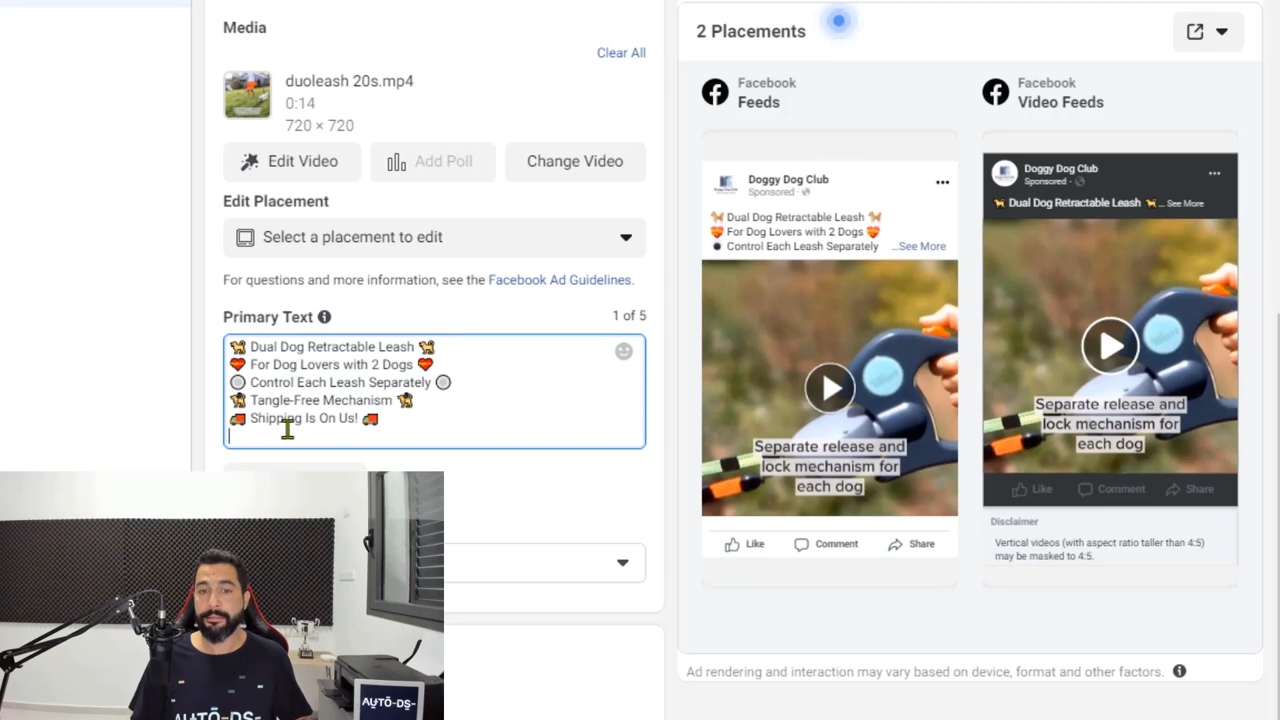 Media
Clear All
duoleash 20s.mp4
0:14
720 × 720
Edit Video
Add Poll
Change Video
Edit Placement
Select a placement to edit
For questions and more information, see the Facebook Ad Guidelines.
Primary Text
1 of 5
🐕 Dual Dog Retractable Leash 🐕
❤️ For Dog Lovers with 2 Dogs ❤️
🔘 Control Each Leash Separately 🔘
🐕 Tangle-Free Mechanism 🐕
🚚 Shipping Is On Us! 🚚
2 Placements
Facebook
Feeds
Doggy Dog Club
Sponsored ·
🐕 Dual Dog Retractable Leash 🐕
❤️ For Dog Lovers with 2 Dogs ❤️
Control Each Leash Separately ...See More
Separate release and
lock mechanism for
each dog
Like Comment Share
Facebook
Video Feeds
Doggy Dog Club
Sponsored ·
🐕 Dual Dog Retractable Leash 🐕... See More
Separate release and
lock mechanism for
each dog
Like Comment Share
Disclaimer
Vertical videos (with aspect ratio taller than 4:5)
may be masked to 4:5.
Ad rendering and interaction may vary based on device, format and other factors.
AUTO-DS-
AUTO-DS-